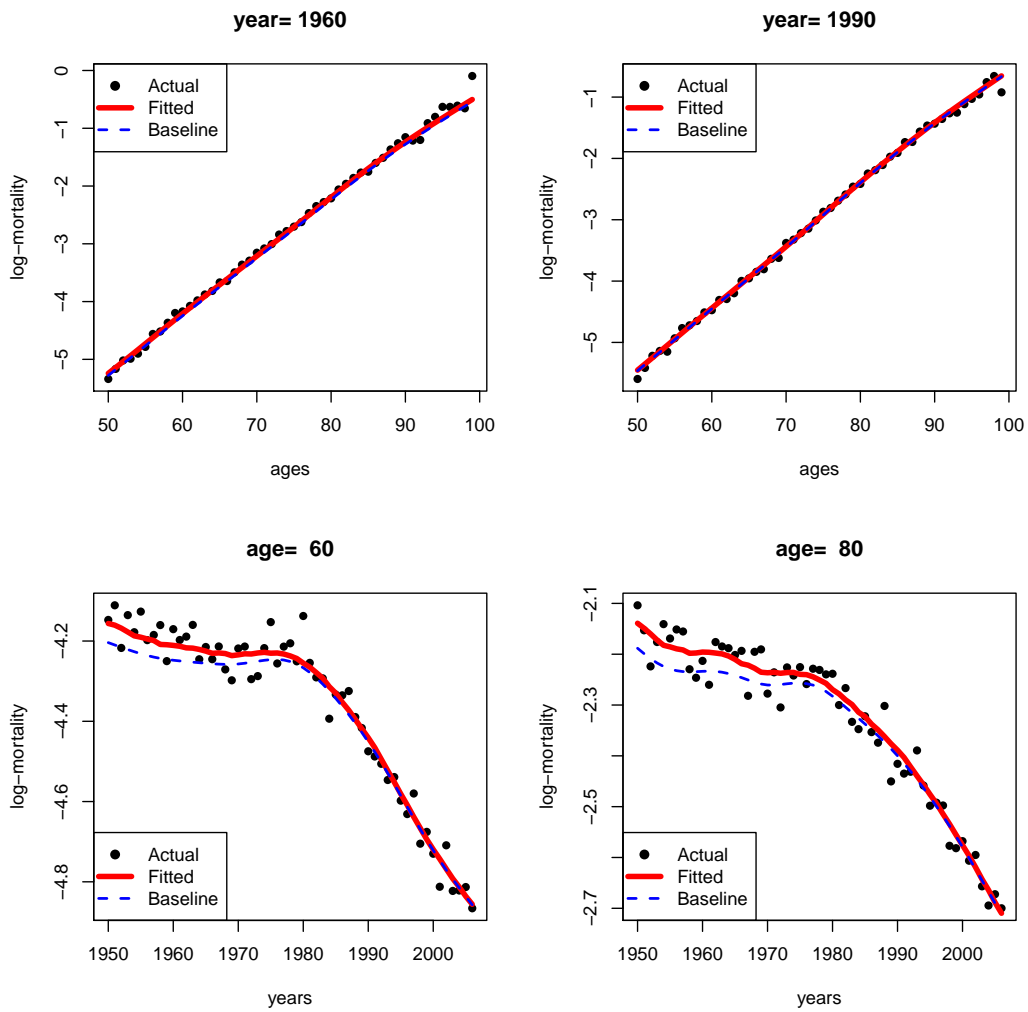 year= 1960
log−mortality
0
−1
−2
−3
−4
−5
Actual
Fitted
Baseline
50 60 70 80 90 100
ages
year= 1990
log−mortality
−1
−2
−3
−4
−5
Actual
Fitted
Baseline
50 60 70 80 90 100
ages
age= 60
log−mortality
−4.2
−4.4
−4.6
−4.8
Actual
Fitted
Baseline
1950 1960 1970 1980 1990 2000
years
age= 80
log−mortality
−2.1
−2.3
−2.5
−2.7
Actual
Fitted
Baseline
1950 1960 1970 1980 1990 2000
years